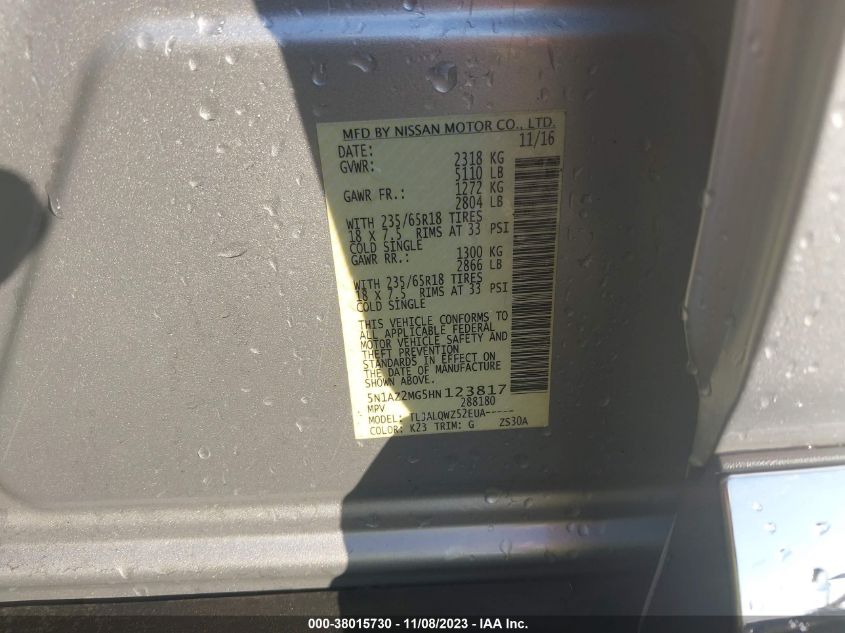 MFD BY NISSAN MOTOR CO., LTD.
DATE: 11/16
GVWR: 2318 KG
5110 LB
GAWR FR.: 1272 KG
2804 LB
WITH 235/65R18 TIRES
18 X 7.5 RIMS AT 33 PSI
COLD SINGLE
GAWR RR.: 1300 KG
2866 LB
WITH 235/65R18 TIRES
18 X 7.5 RIMS AT 33 PSI
COLD SINGLE
THIS VEHICLE CONFORMS TO
ALL APPLICABLE FEDERAL
MOTOR VEHICLE SAFETY AND
THEFT PREVENTION
STANDARDS IN EFFECT ON
THE DATE OF MANUFACTURE
SHOWN ABOVE.
5N1AZ2MG5HN123817
MPV 288180
MODEL: TLJALQWZ52EUA-----
COLOR: K23 TRIM: G ZS30A
000-38015730 - 11/08/2023 - IAA Inc.